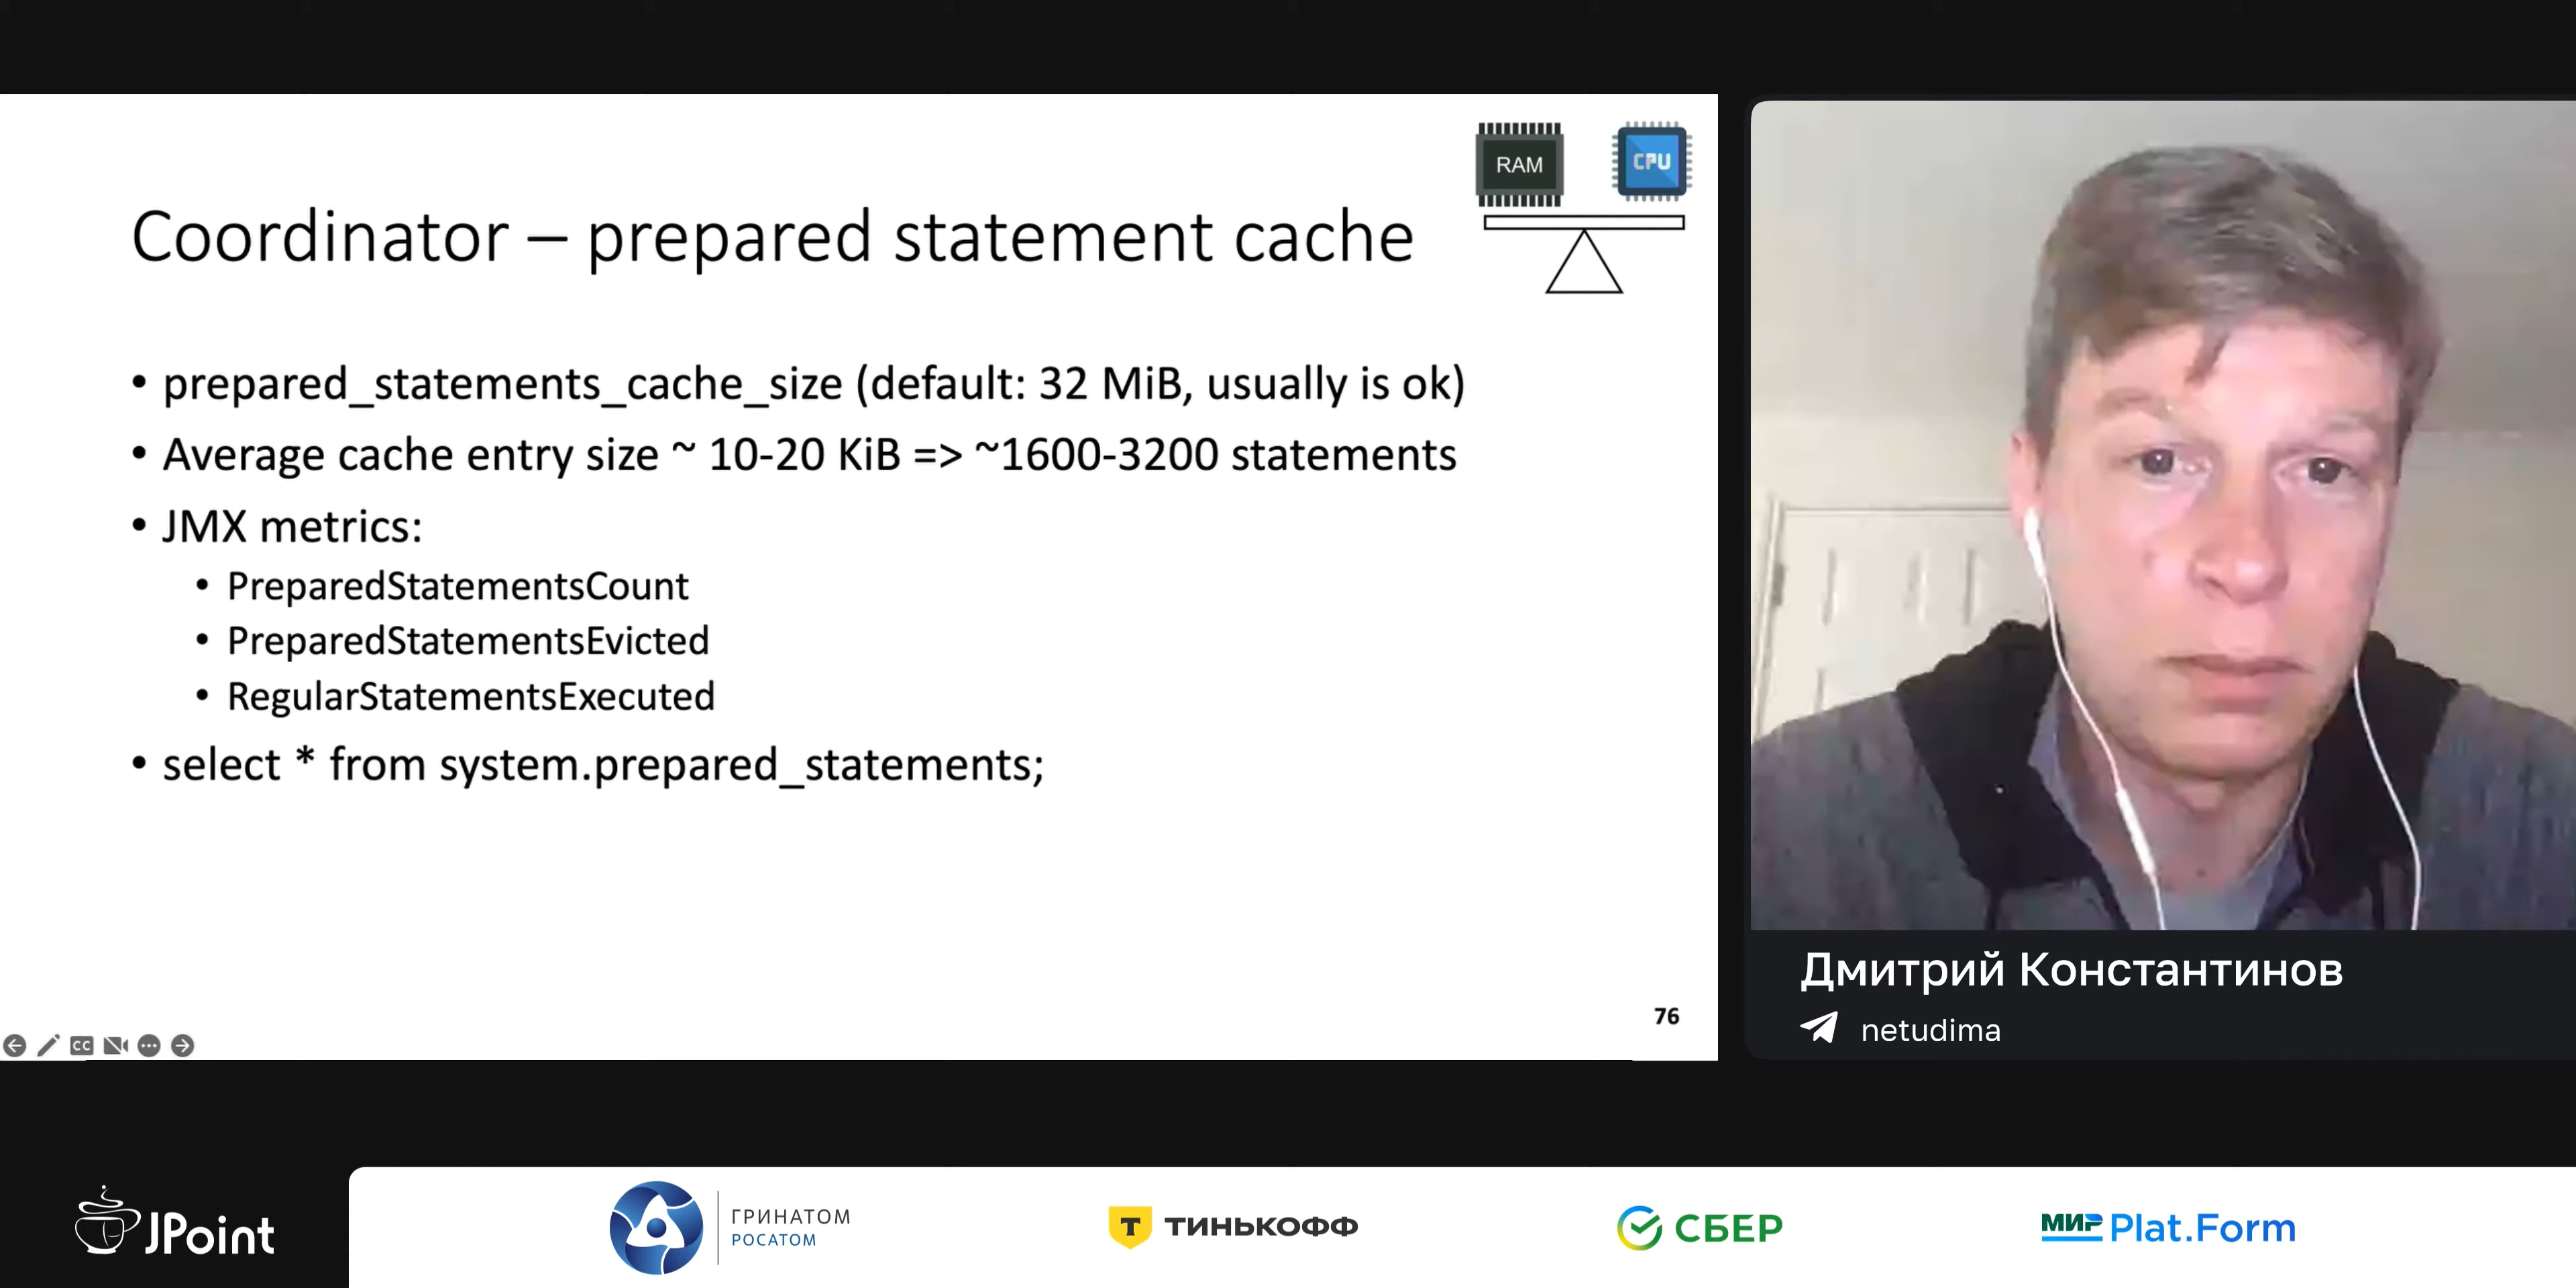 RAM
CPU
Coordinator – prepared statement cache
• prepared_statements_cache_size (default: 32 MiB, usually is ok)
• Average cache entry size ~ 10-20 KiB => ~1600-3200 statements
• JMX metrics:
• PreparedStatementsCount
• PreparedStatementsEvicted
• RegularStatementsExecuted
• select * from system.prepared_statements;
76
CC
Дмитрий Константинов
netudima
JPoint
ГРИНАТОМ
РОСАТОМ
Т ТИНЬКОФФ
СБЕР
МИР Plat.Form